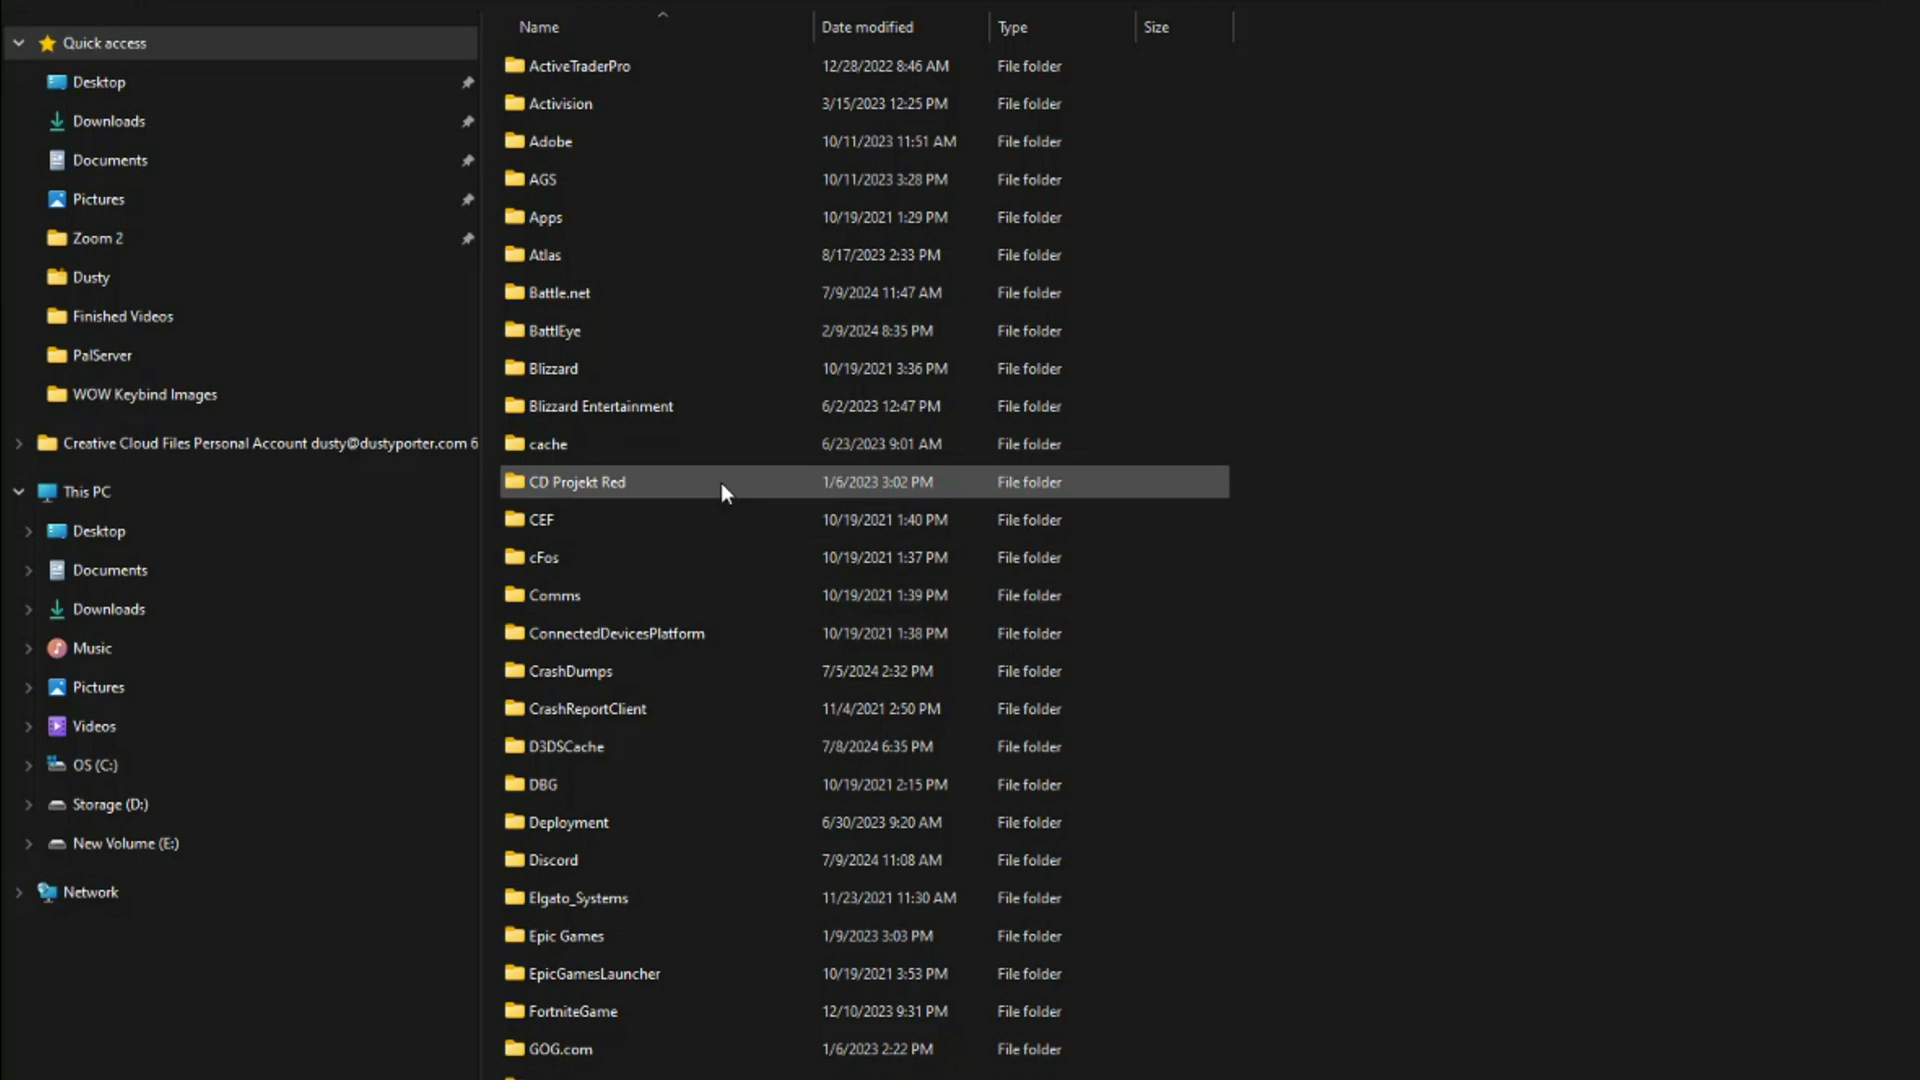 Quick access
Desktop
Downloads
Documents
Pictures
Zoom 2
Dusty
Finished Videos
PalServer
WOW Keybind Images
Creative Cloud Files Personal Account dusty@dustyporter.com 6
This PC
Desktop
Documents
Downloads
Music
Pictures
Videos
OS (C:)
Storage (D:)
New Volume (E:)
Network
Name Date modified Type Size
ActiveTraderPro 12/28/2022 8:46 AM File folder
Activision 3/15/2023 12:25 PM File folder
Adobe 10/11/2023 11:51 AM File folder
AGS 10/11/2023 3:28 PM File folder
Apps 10/19/2021 1:29 PM File folder
Atlas 8/17/2023 2:33 PM File folder
Battle.net 7/9/2024 11:47 AM File folder
BattlEye 2/9/2024 8:35 PM File folder
Blizzard 10/19/2021 3:36 PM File folder
Blizzard Entertainment 6/2/2023 12:47 PM File folder
cache 6/23/2023 9:01 AM File folder
CD Projekt Red 1/6/2023 3:02 PM File folder
CEF 10/19/2021 1:40 PM File folder
cFos 10/19/2021 1:37 PM File folder
Comms 10/19/2021 1:39 PM File folder
ConnectedDevicesPlatform 10/19/2021 1:38 PM File folder
CrashDumps 7/5/2024 2:32 PM File folder
CrashReportClient 11/4/2021 2:50 PM File folder
D3DSCache 7/8/2024 6:35 PM File folder
DBG 10/19/2021 2:15 PM File folder
Deployment 6/30/2023 9:20 AM File folder
Discord 7/9/2024 11:08 AM File folder
Elgato_Systems 11/23/2021 11:30 AM File folder
Epic Games 1/9/2023 3:03 PM File folder
EpicGamesLauncher 10/19/2021 3:53 PM File folder
FortniteGame 12/10/2023 9:31 PM File folder
GOG.com 1/6/2023 2:22 PM File folder